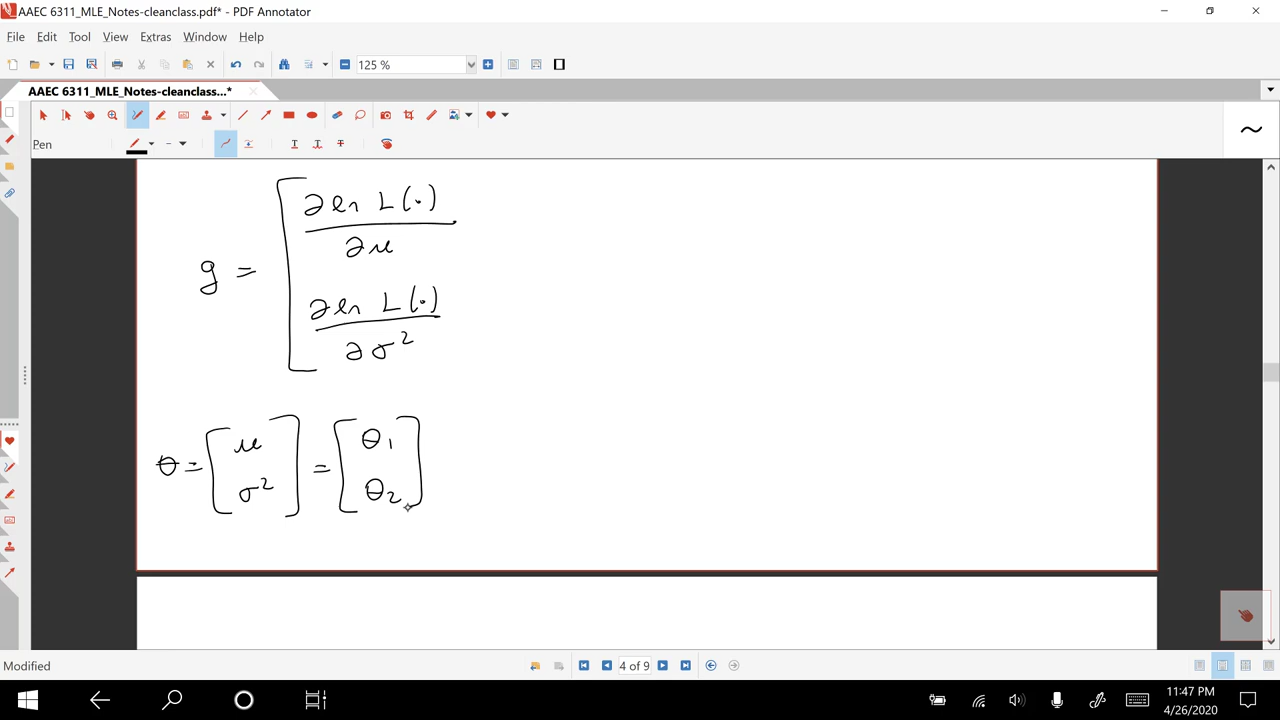 AAEC 6311_MLE_Notes-cleanclass.pdf* - PDF Annotator
File Edit Tool View Extras Window Help
125 %
AAEC 6311_MLE_Notes-cleanclass...*
Pen
g = [ ∂ ln L(·) / ∂μ
∂ ln L(·) / ∂σ²
θ = [ μ σ² ] = [ θ₁ θ₂ ]
Modified
4 of 9
11:47 PM
4/26/2020